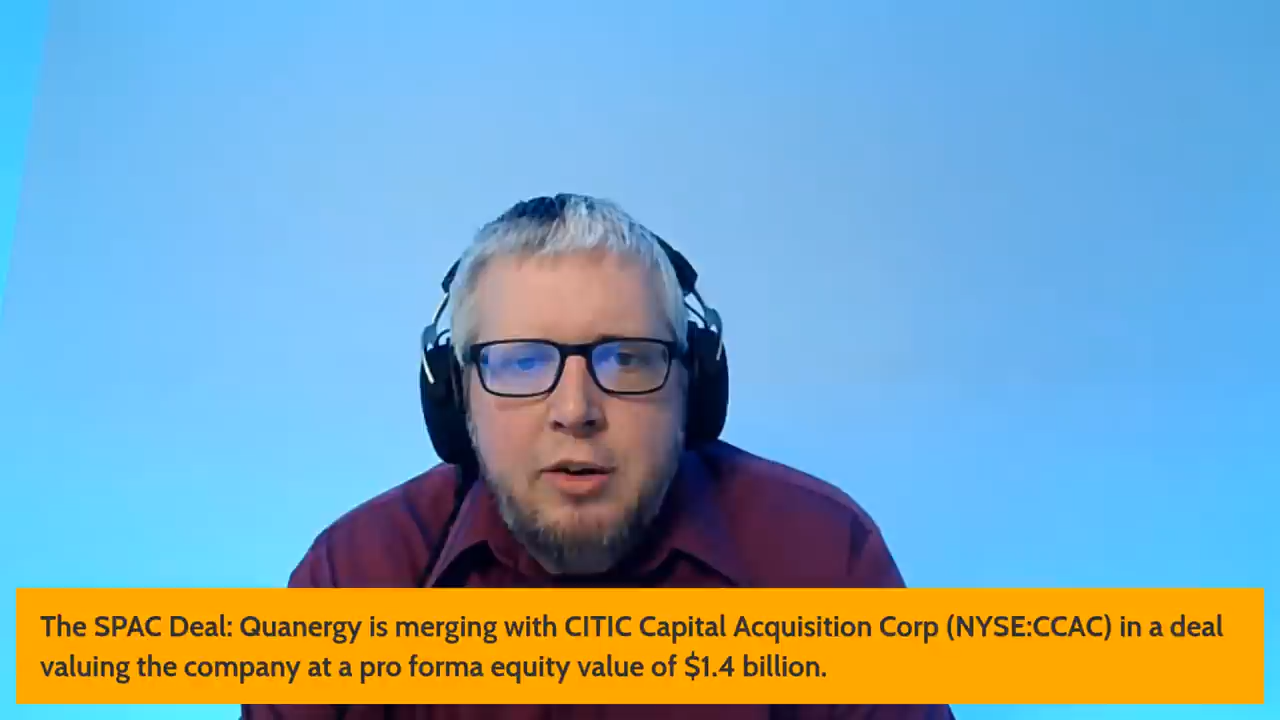 The SPAC Deal: Quanergy is merging with CITIC Capital Acquisition Corp (NYSE:CCAC) in a deal
valuing the company at a pro forma equity value of $1.4 billion.